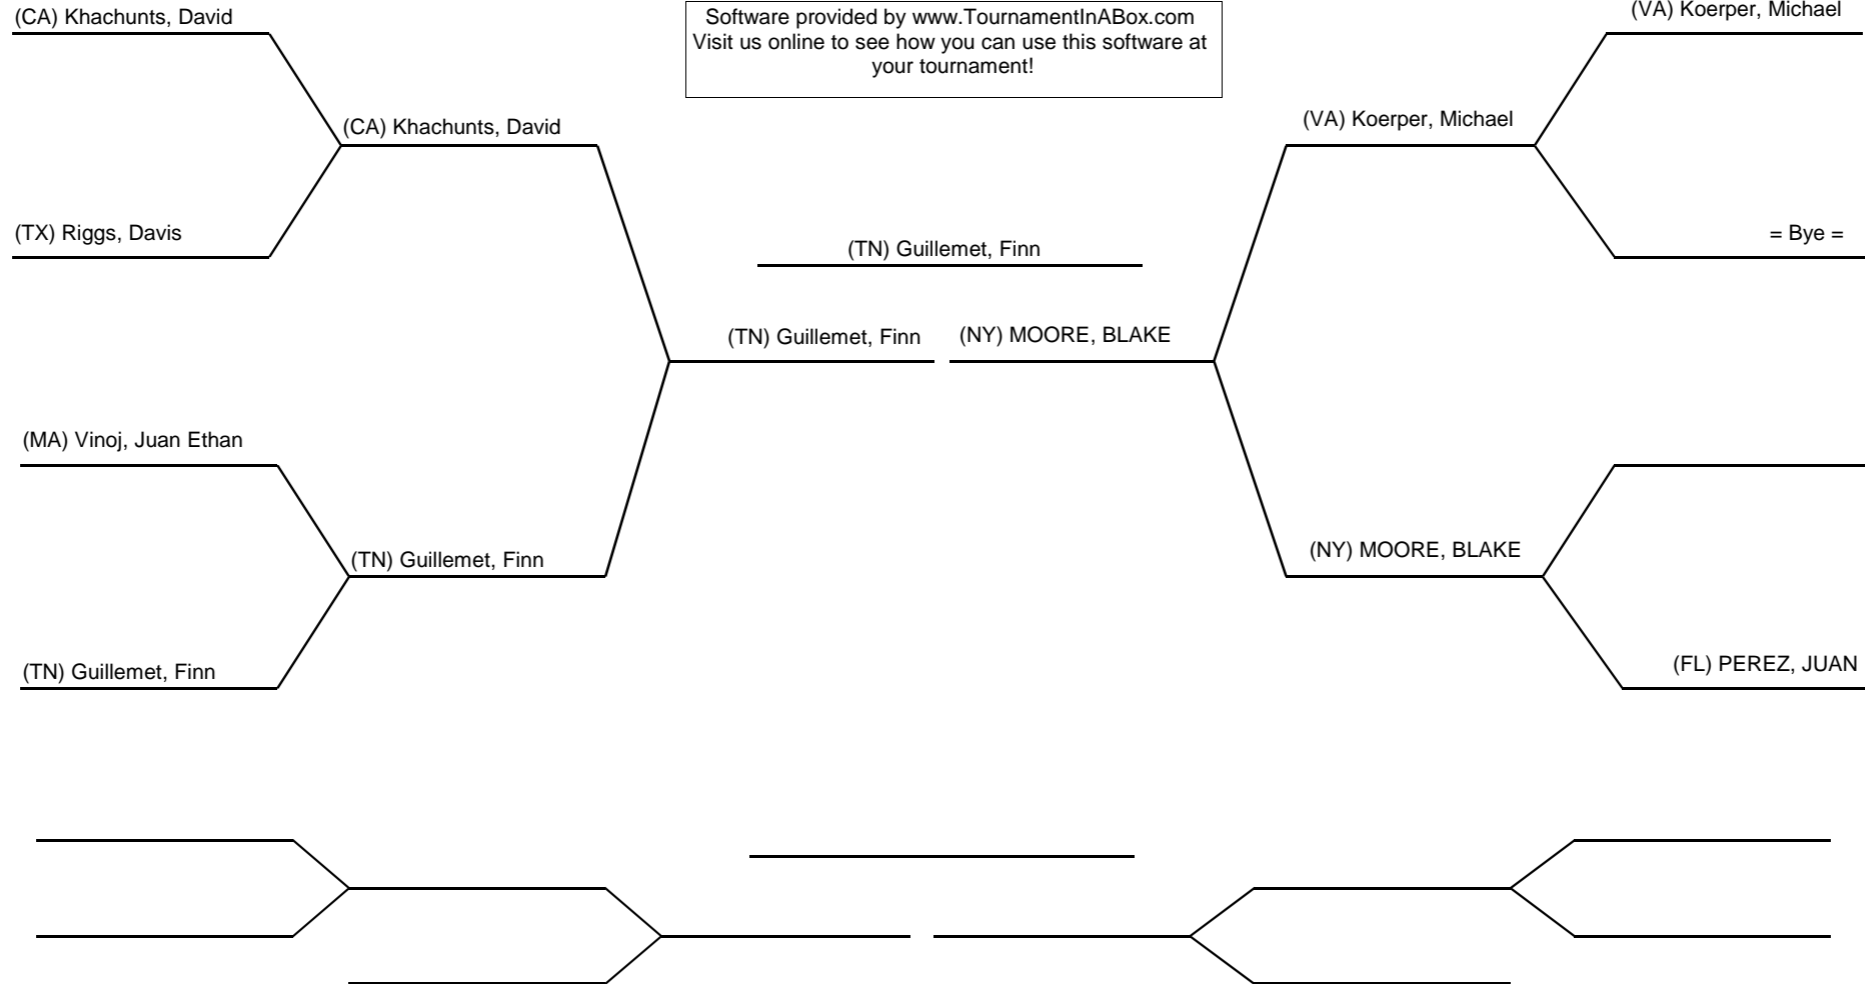 (CA) Khachunts, David
Software provided by www.TournamentInABox.com
Visit us online to see how you can use this software at
your tournament!
(VA) Koerper, Michael
(CA) Khachunts, David
(VA) Koerper, Michael
(TX) Riggs, Davis
(TN) Guillemet, Finn
= Bye =
(TN) Guillemet, Finn
(NY) MOORE, BLAKE
(MA) Vinoj, Juan Ethan
(TN) Guillemet, Finn
(NY) MOORE, BLAKE
(TN) Guillemet, Finn
(FL) PEREZ, JUAN